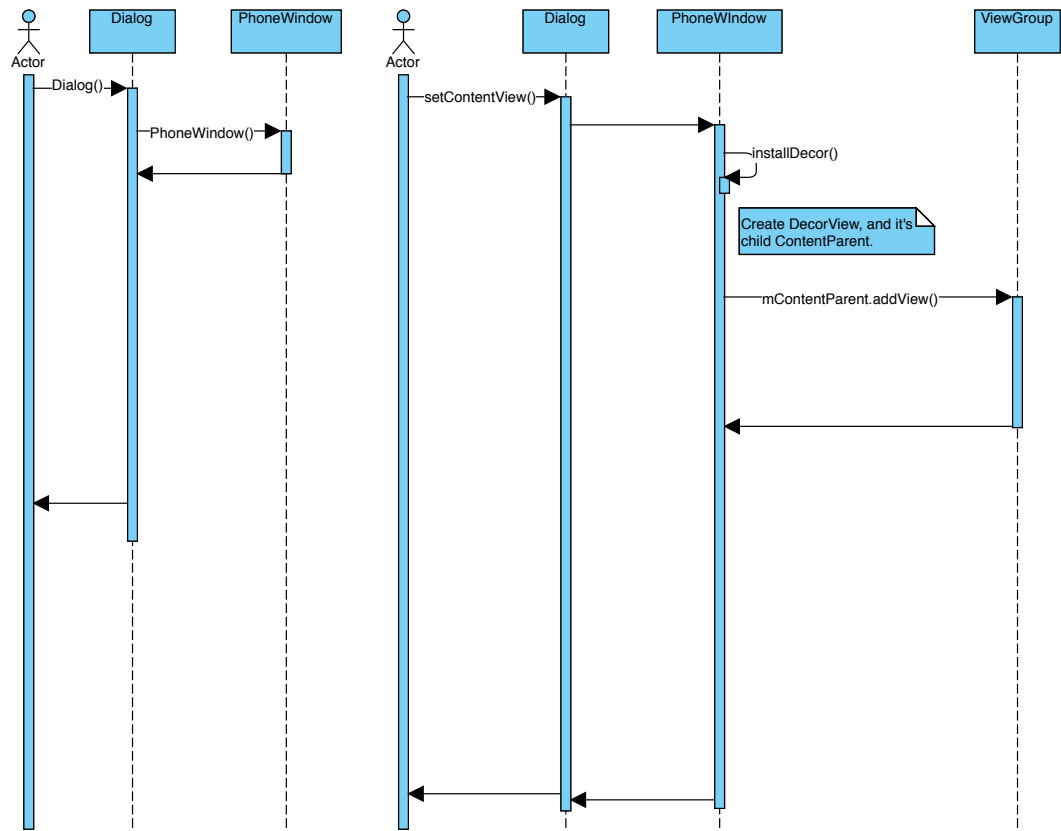 Dialog
PhoneWindow
Actor
Dialog()
PhoneWindow()
Dialog
PhoneWIndow
ViewGroup
Actor
setContentView()
installDecor()
Create DecorView, and it's
child ContentParent.
mContentParent.addView()